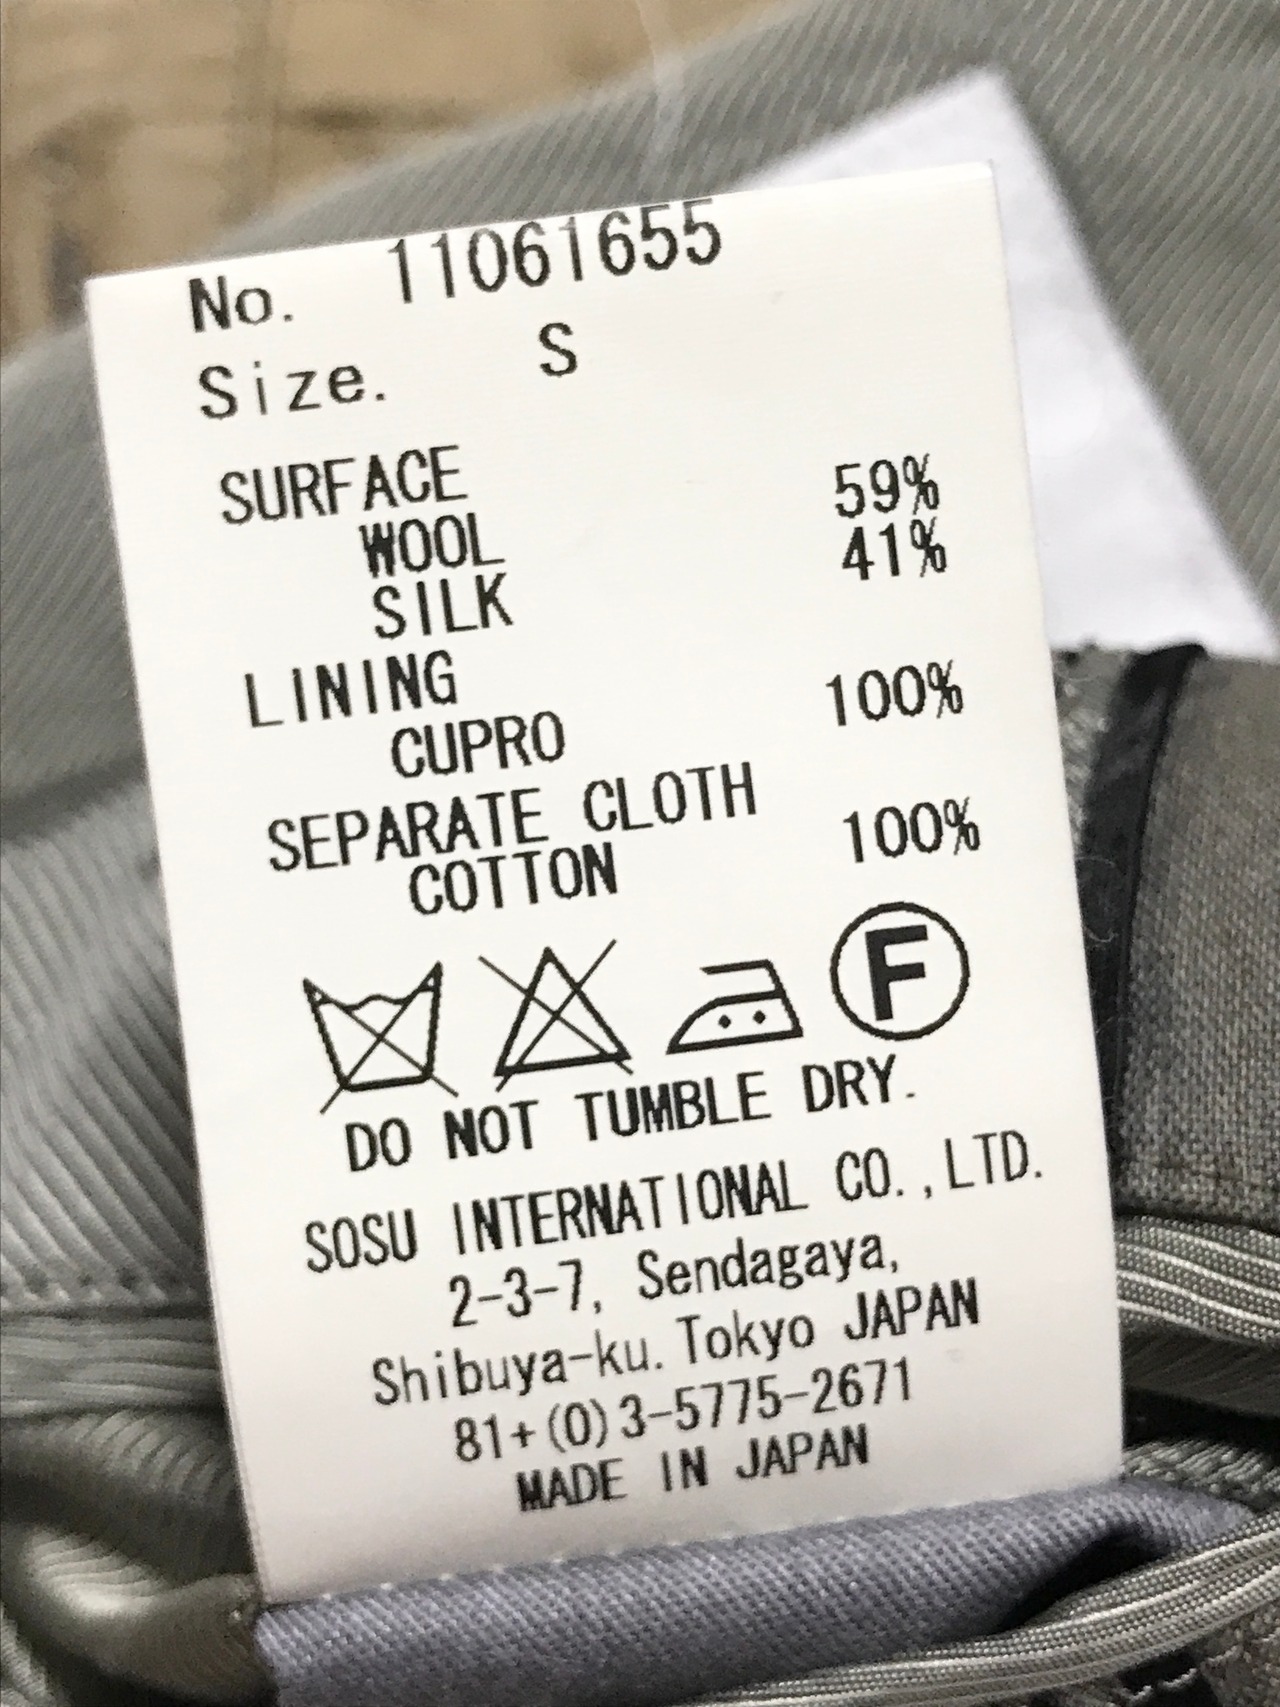 No. 11061655
Size. S
SURFACE
WOOL 59%
SILK 41%
LINING
CUPRO 100%
SEPARATE CLOTH
COTTON 100%
F
DO NOT TUMBLE DRY.
SOSU INTERNATIONAL CO.,LTD.
2-3-7, Sendagaya,
Shibuya-ku. Tokyo JAPAN
81+(0)3-5775-2671
MADE IN JAPAN